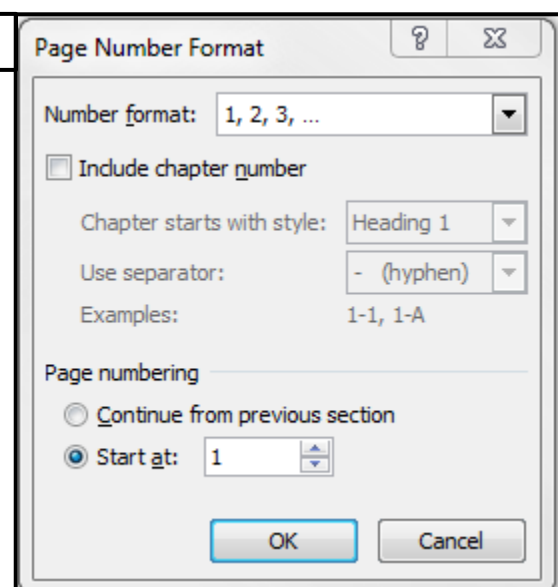 Page Number Format
Number format: 1, 2, 3, ...
Include chapter number
Chapter starts with style: Heading 1
Use separator: - (hyphen)
Examples: 1-1, 1-A
Page numbering
Continue from previous section
Start at: 1
OK Cancel